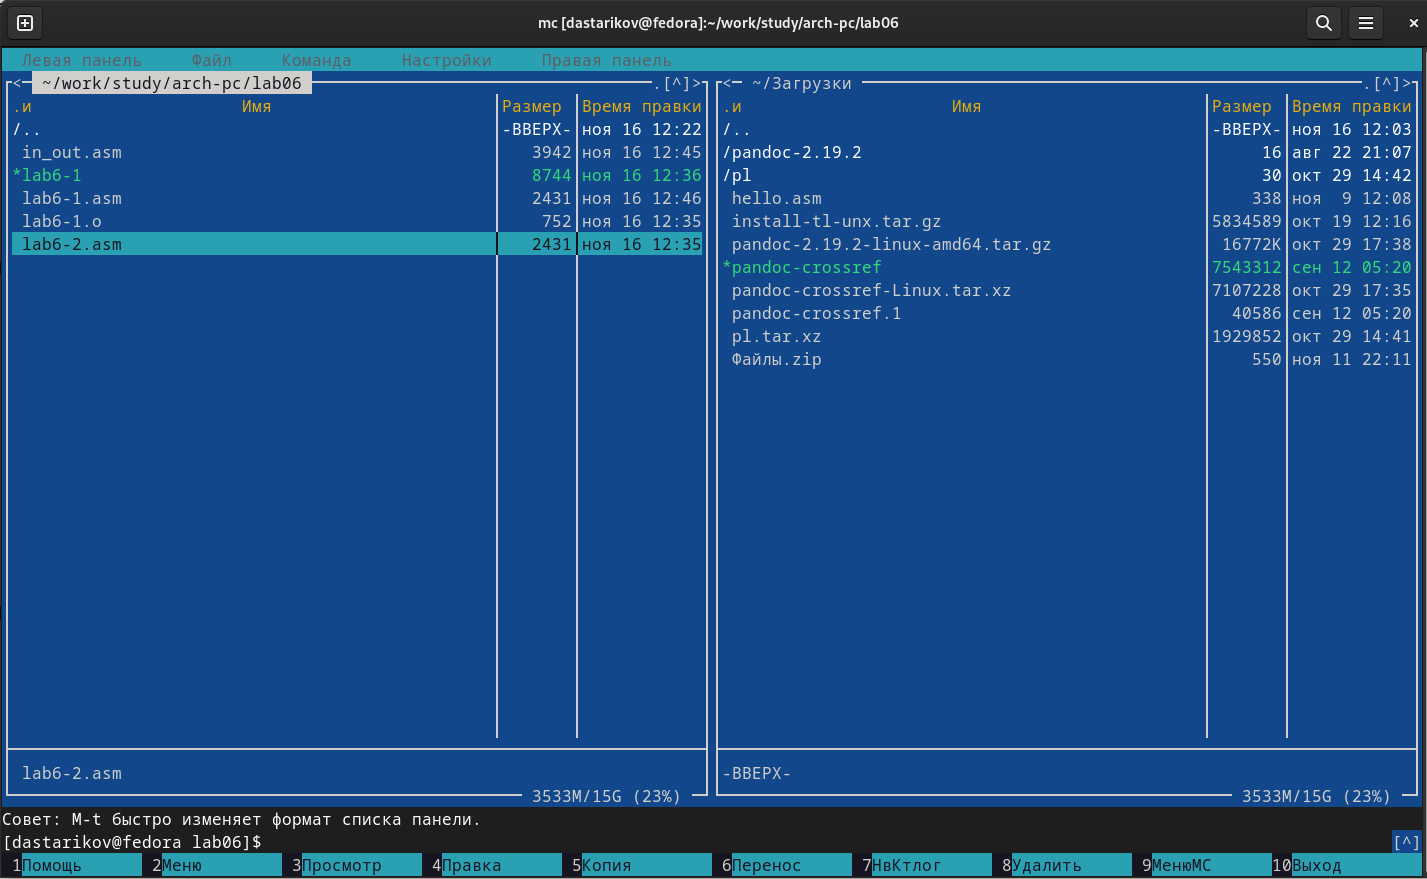 mc [dastarikov@fedora]:~/work/study/arch-pc/lab06
Левая панель Файл Команда Настройки Правая панель
<─ ~/work/study/arch-pc/lab06 .[^]> <─ ~/Загрузки .[^]>
.и Имя Размер Время правки .и Имя Размер Время правки
/.. -ВВЕРХ- ноя 16 12:22 /.. -ВВЕРХ- ноя 16 12:03
in_out.asm 3942 ноя 16 12:45 /pandoc-2.19.2 16 авг 22 21:07
*lab6-1 8744 ноя 16 12:36 /pl 30 окт 29 14:42
lab6-1.asm 2431 ноя 16 12:46 hello.asm 338 ноя 9 12:08
lab6-1.o 752 ноя 16 12:35 install-tl-unx.tar.gz 5834589 окт 19 12:16
lab6-2.asm 2431 ноя 16 12:35 pandoc-2.19.2-linux-amd64.tar.gz 16772K окт 29 17:38
*pandoc-crossref 7543312 сен 12 05:20
pandoc-crossref-Linux.tar.xz 7107228 окт 29 17:35
pandoc-crossref.1 40586 сен 12 05:20
pl.tar.xz 1929852 окт 29 14:41
Файлы.zip 550 ноя 11 22:11
lab6-2.asm -ВВЕРХ-
3533M/15G (23%) 3533M/15G (23%)
Совет: M-t быстро изменяет формат списка панели.
[dastarikov@fedora lab06]$ [^]
1Помощь 2Меню 3Просмотр 4Правка 5Копия 6Перенос 7НвКтлог 8Удалить 9МенюМС 10Выход